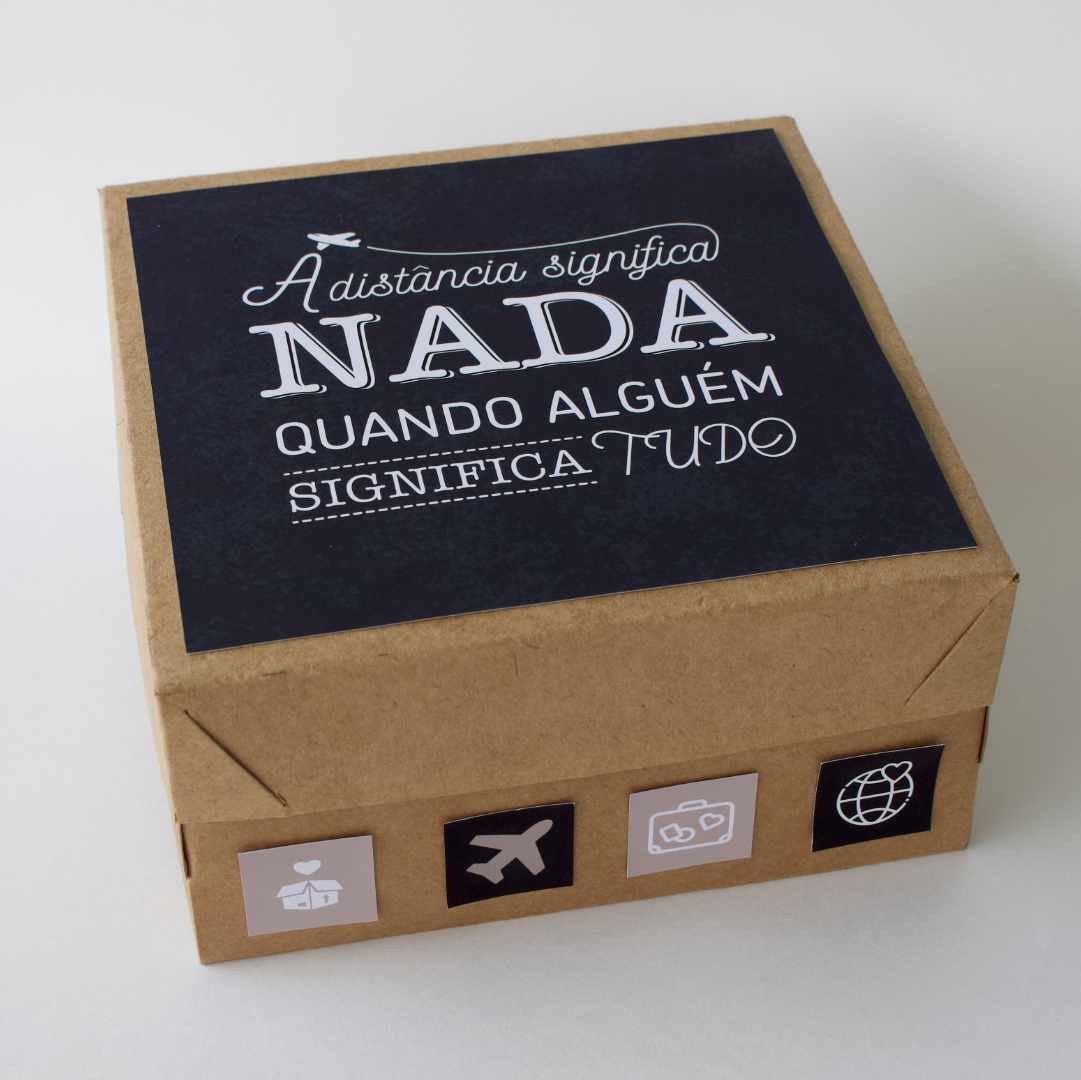 A distância significa
NADA
QUANDO ALGUÉM
SIGNIFICA TUDO